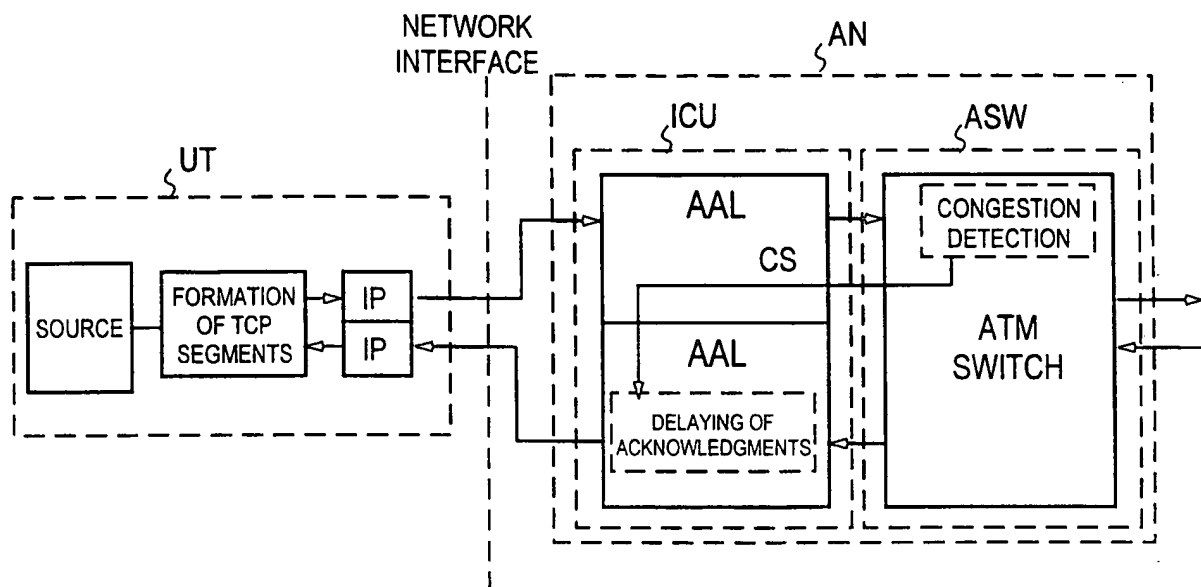 NETWORK
INTERFACE
AN
ICU
ASW
UT
AAL
CONGESTION
DETECTION
CS
SOURCE
FORMATION
OF TCP
SEGMENTS
IP
IP
AAL
ATM
SWITCH
DELAYING OF
ACKNOWLEDGMENTS